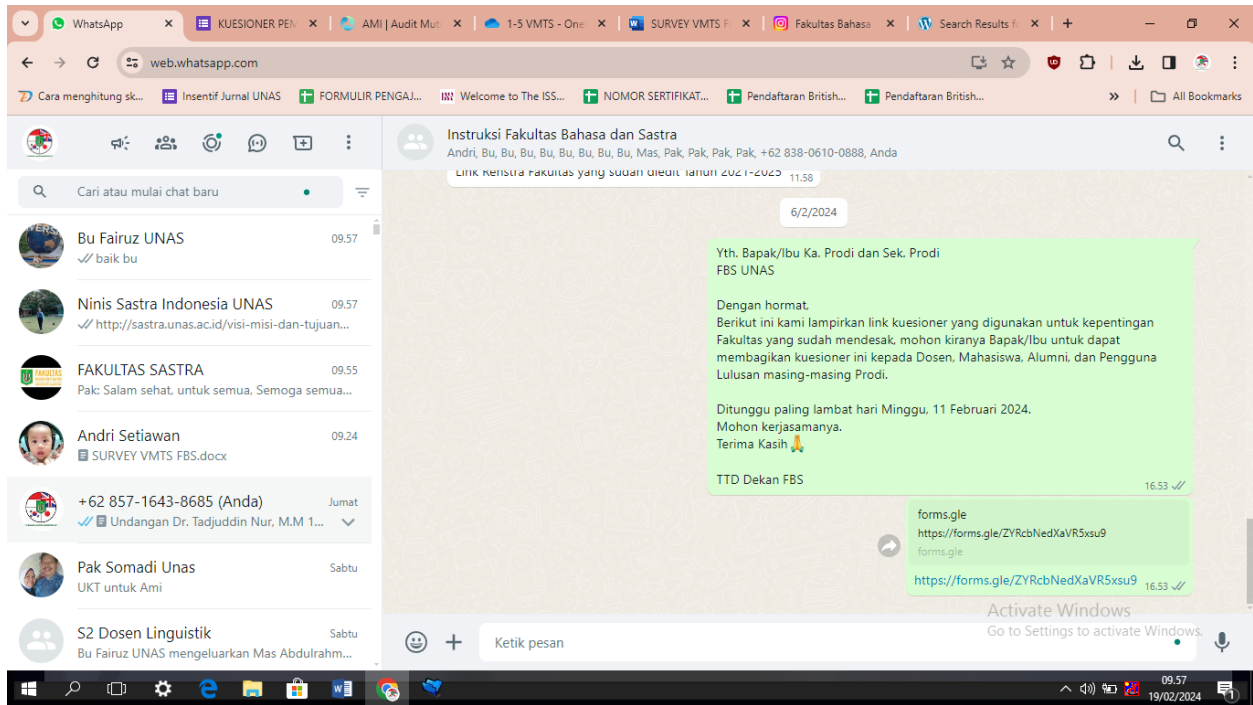 WhatsApp
KUESIONER PEM
AMI | Audit Mut
1-5 VMTS - One
SURVEY VMTS F
Fakultas Bahasa
Search Results fo
web.whatsapp.com
Cara menghitung sk...
Insentif Jurnal UNAS
FORMULIR PENGAJ...
Welcome to The ISS...
NOMOR SERTIFIKAT...
Pendaftaran British...
Pendaftaran British...
All Bookmarks
Cari atau mulai chat baru
Bu Fairuz UNAS 09.57
baik bu
Ninis Sastra Indonesia UNAS 09.57
http://sastra.unas.ac.id/visi-misi-dan-tujuan...
FAKULTAS SASTRA 09.55
Pak: Salam sehat, untuk semua, Semoga semua...
Andri Setiawan 09.24
SURVEY VMTS FBS.docx
+62 857-1643-8685 (Anda) Jumat
Undangan Dr. Tadjuddin Nur, M.M 1...
Pak Somadi Unas Sabtu
UKT untuk Ami
S2 Dosen Linguistik Sabtu
Bu Fairuz UNAS mengeluarkan Mas Abdulrahm...
Instruksi Fakultas Bahasa dan Sastra
Andri, Bu, Bu, Bu, Bu, Bu, Bu, Bu, Bu, Mas, Pak, Pak, Pak, Pak, +62 838-0610-0888, Anda
Link Renstra Fakultas yang sudah diedit Tahun 2021-2025 11.58
6/2/2024
Yth. Bapak/Ibu Ka. Prodi dan Sek. Prodi
FBS UNAS
Dengan hormat,
Berikut ini kami lampirkan link kuesioner yang digunakan untuk kepentingan
Fakultas yang sudah mendesak, mohon kiranya Bapak/Ibu untuk dapat
membagikan kuesioner ini kepada Dosen, Mahasiswa, Alumni, dan Pengguna
Lulusan masing-masing Prodi.
Ditunggu paling lambat hari Minggu, 11 Februari 2024.
Mohon kerjasamanya.
Terima Kasih🙏
TTD Dekan FBS
16.53
forms.gle
https://forms.gle/ZYRcbNedXaVR5xsu9
forms.gle
https://forms.gle/ZYRcbNedXaVR5xsu9 16.53
Activate Windows
Go to Settings to activate Windows.
Ketik pesan
09.57
19/02/2024